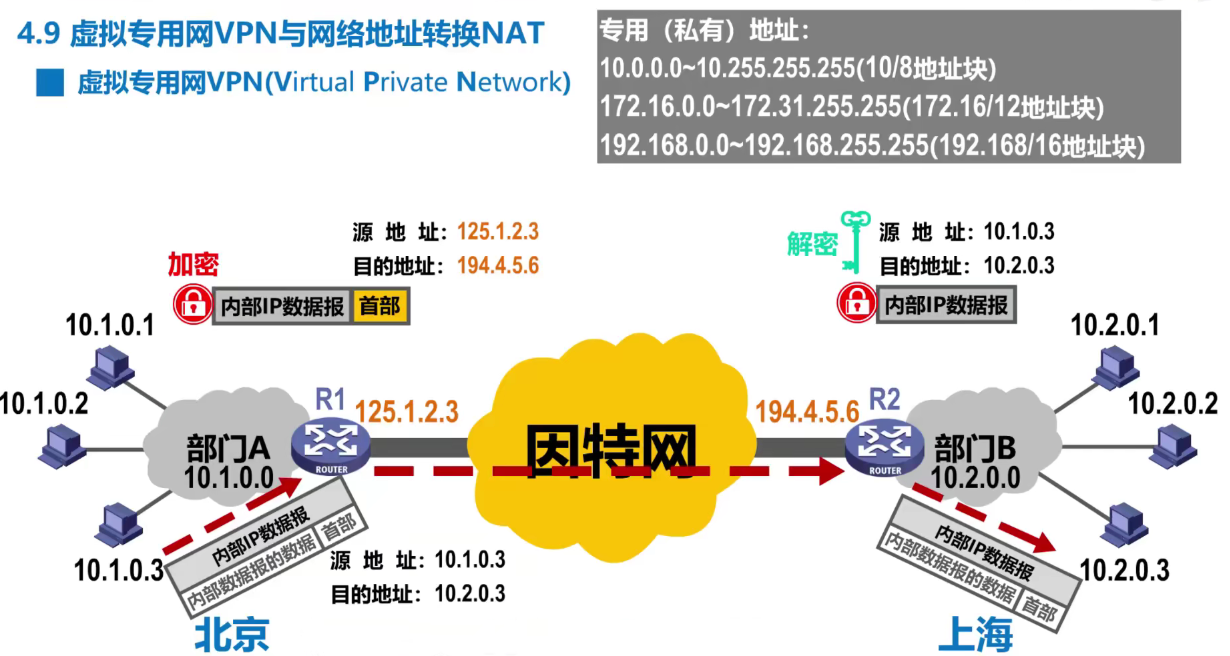 4.9 虚拟专用网VPN与网络地址转换NAT
虚拟专用网VPN(Virtual Private Network)
专用（私有）地址：
10.0.0.0~10.255.255.255(10/8地址块)
172.16.0.0~172.31.255.255(172.16/12地址块)
192.168.0.0~192.168.255.255(192.168/16地址块)
源 地 址：125.1.2.3
目的地址：194.4.5.6
加密
内部IP数据报 首部
解密
源 地 址：10.1.0.3
目的地址：10.2.0.3
内部IP数据报
10.1.0.1
10.1.0.2
10.1.0.3
部门A
10.1.0.0
R1
ROUTER
125.1.2.3
因特网
194.4.5.6
R2
ROUTER
部门B
10.2.0.0
10.2.0.1
10.2.0.2
10.2.0.3
内部IP数据报
内部数据报的数据 首部
源 地 址：10.1.0.3
目的地址：10.2.0.3
内部IP数据报
内部数据报的数据 首部
北京
上海